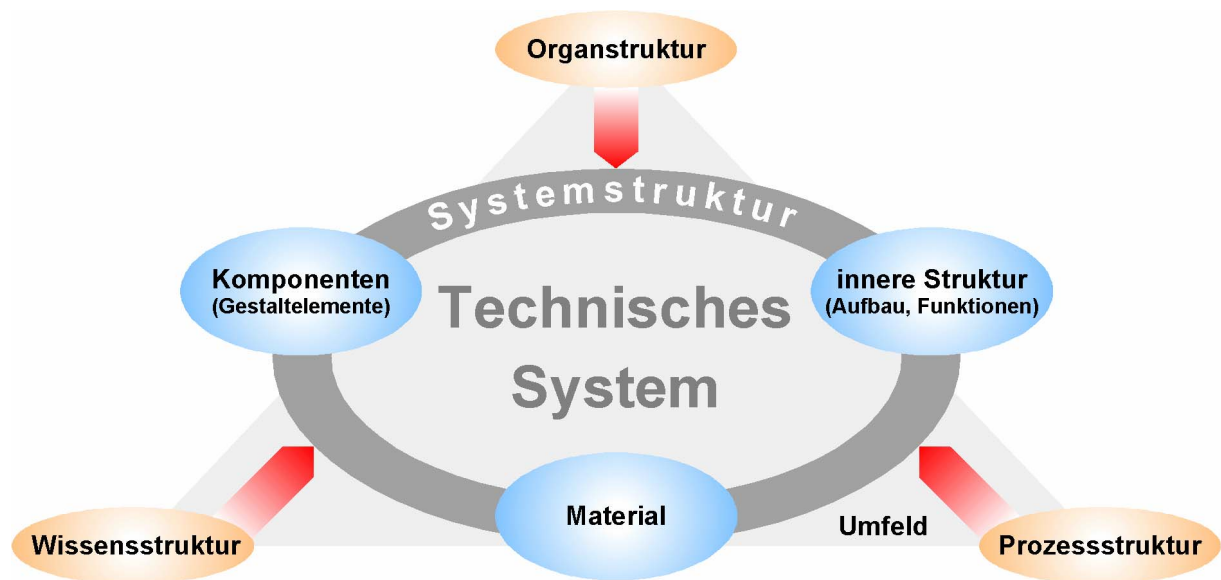 Organstruktur
Systemstruktur
Komponenten
(Gestaltelemente)
innere Struktur
(Aufbau, Funktionen)
Technisches
System
Material
Umfeld
Wissensstruktur
Prozessstruktur